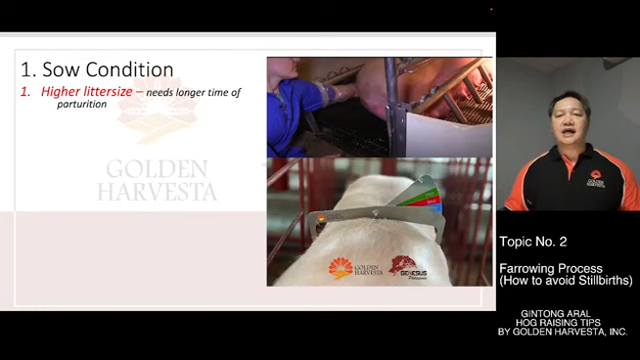 1. Sow Condition
1. Higher littersize – needs longer time of
parturition
GOLDEN
HARVESTA
GOLDEN
HARVESTA
GENESUS
Topic No. 2
Farrowing Process
(How to avoid Stillbirths)
GINTONG ARAL
HOG RAISING TIPS
BY GOLDEN HARVESTA, INC.